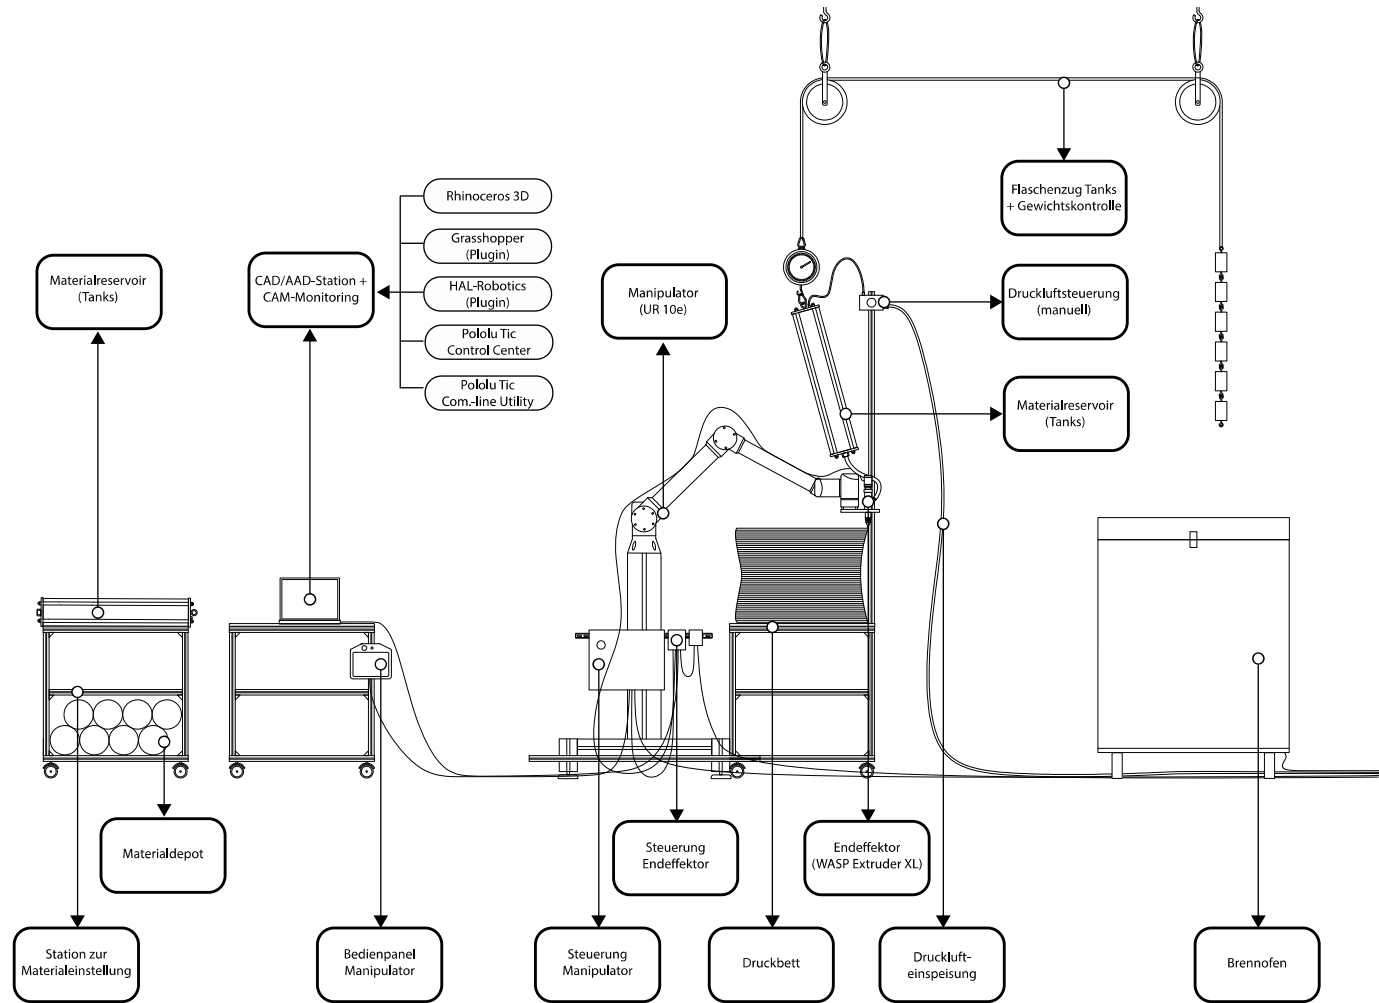 Flaschenzug Tanks
+ Gewichtskontrolle
Rhinoceros 3D
Grasshopper
(Plugin)
HAL-Robotics
(Plugin)
Pololu Tic
Control Center
Pololu Tic
Com.-line Utility
Materialreservoir
(Tanks)
CAD/AAD-Station +
CAM-Monitoring
Manipulator
(UR 10e)
Druckluftsteuerung
(manuell)
Materialreservoir
(Tanks)
Materialdepot
Steuerung
Endeffektor
Endeffektor
(WASP Extruder XL)
Station zur
Materialeinstellung
Bedienpanel
Manipulator
Steuerung
Manipulator
Druckbett
Druckluft-
einspeisung
Brennofen